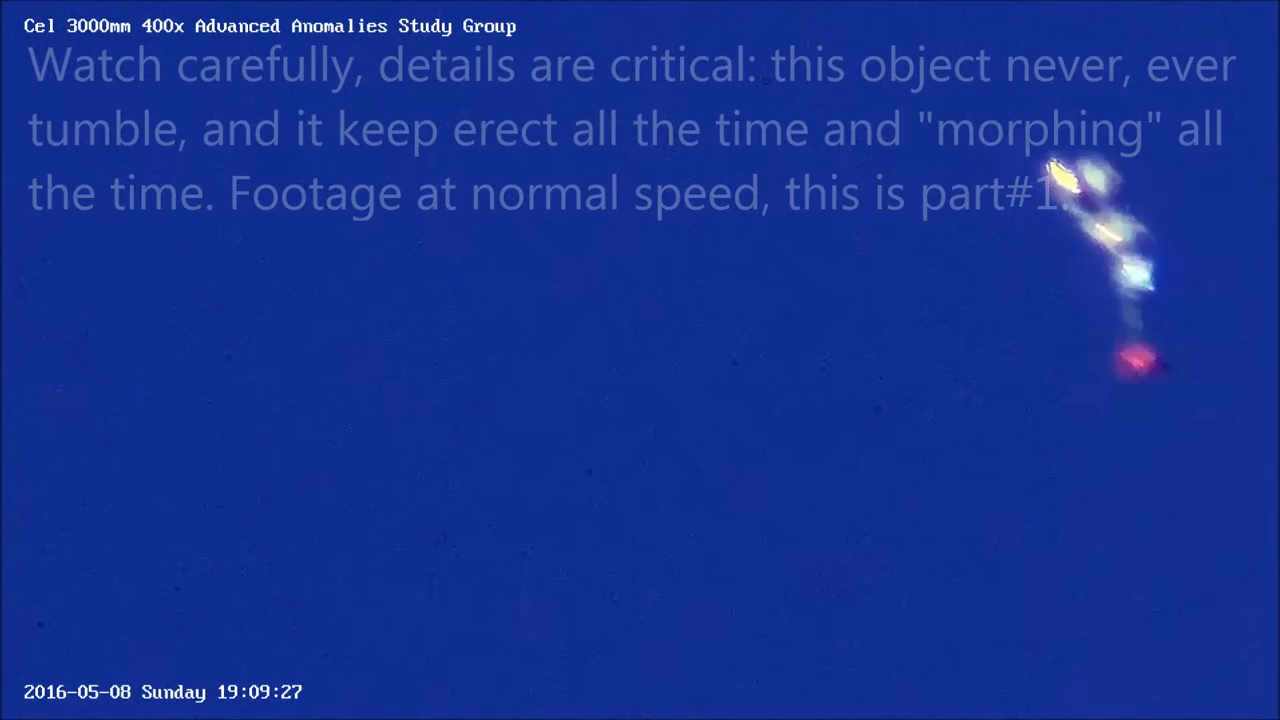 Cel 3000mm 400x Advanced Anomalies Study Group
Watch carefully, details are critical: this object never, ever
tumble, and it keep erect all the time and "morphing" all
the time. Footage at normal speed, this is part#1.
2016-05-08 Sunday 19:09:27